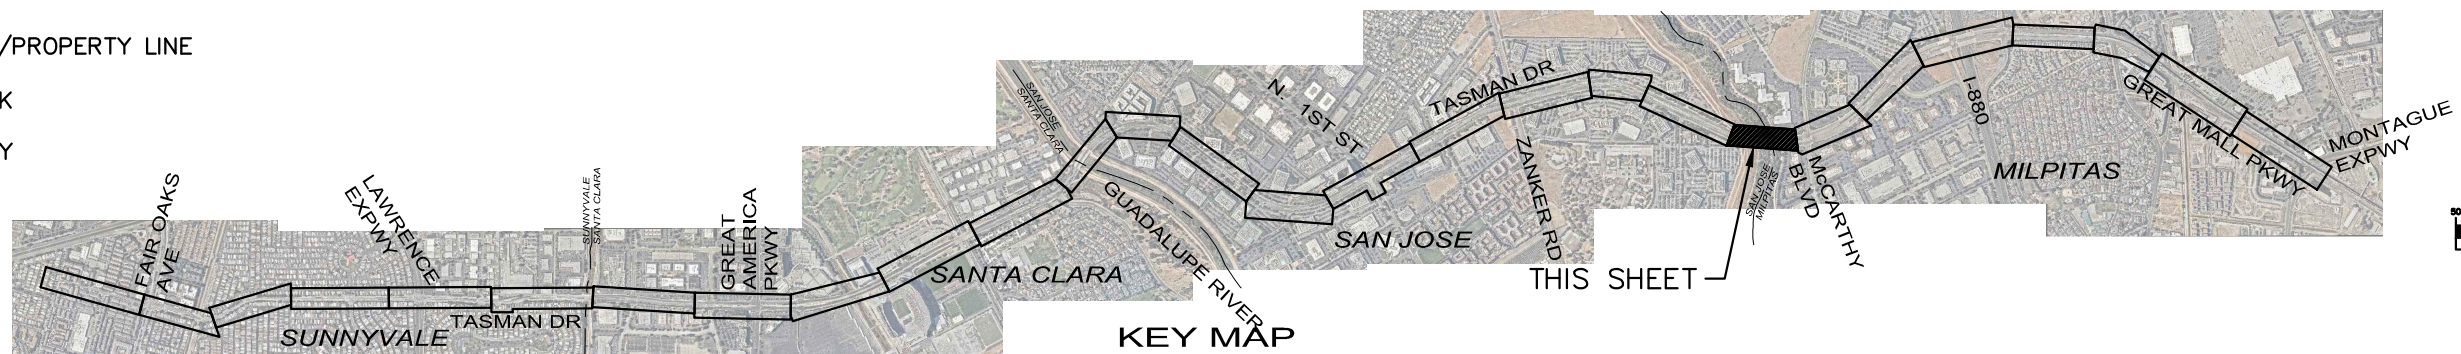 /PROPERTY LINE
K
Y
FAIR OAKS
AVE
LAWRENCE
EXPWY
SUNNYVALE
SANTA CLARA
GREAT
AMERICA
PKWY
SUNNYVALE
TASMAN DR
SANTA CLARA
SAN JOSE
SANTA CLARA
GUADALUPE RIVER
N. 1ST ST
TASMAN DR
SAN JOSE
ZANKER RD
THIS SHEET
SAN JOSE
MILPITAS
McCARTHY
BLVD
I-880
MILPITAS
GREAT MALL PKWY
MONTAGUE
EXPWY
KEY MAP